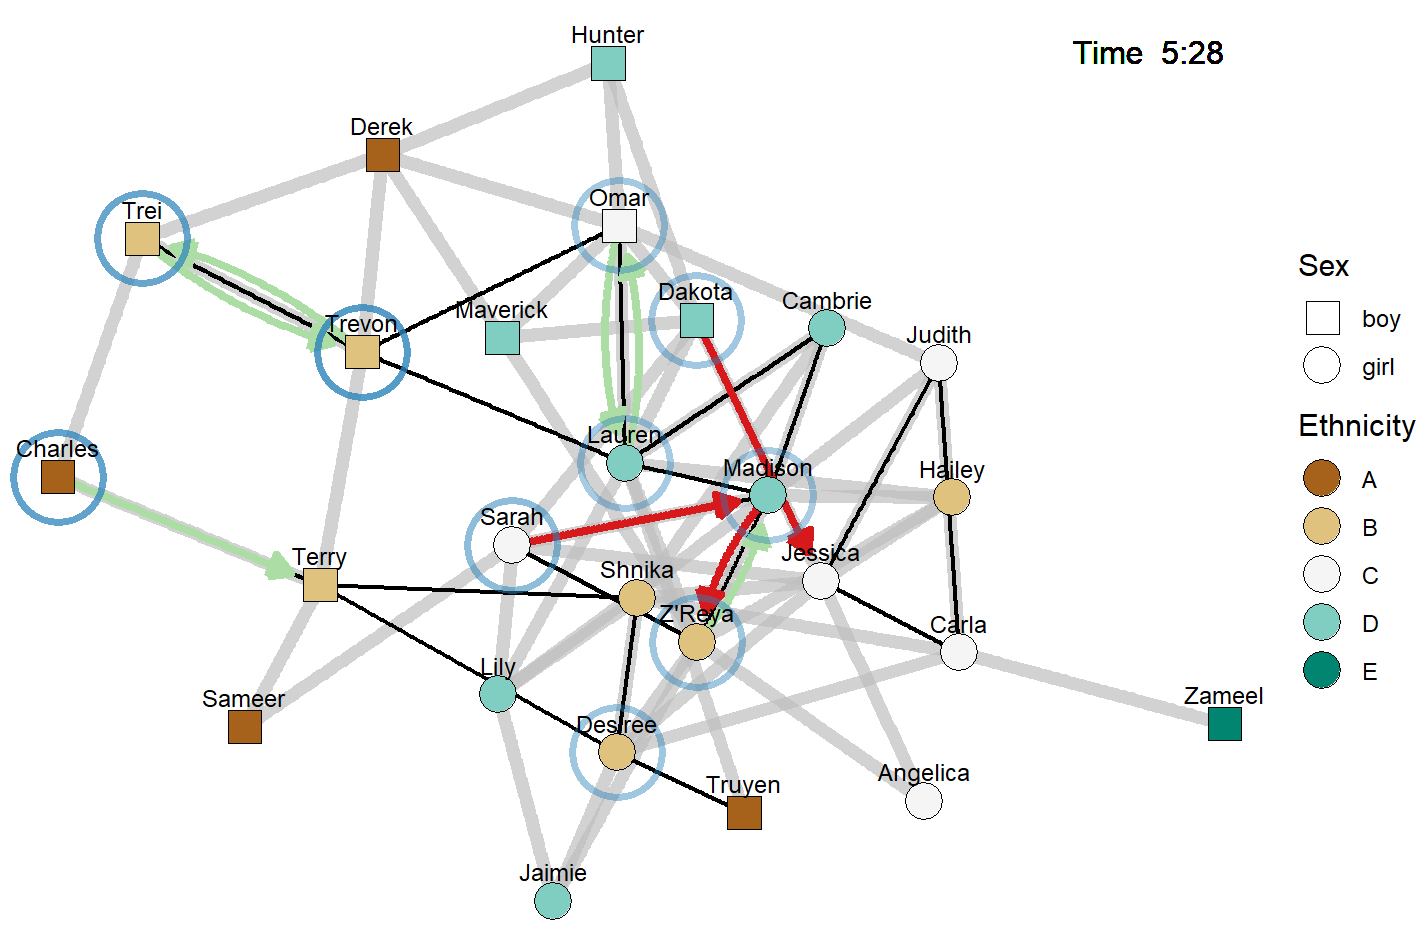 Hunter
Time 5:28
Derek
Trei
Omar
Sex
Dakota
Cambrie
Maverick
boy
Trevon
Judith
girl
Ethnicity
Lauren
Charles
Madison
Hailey
A
Sarah
B
Terry
Jessica
Shnika
C
Z'Reya
Carla
D
Lily
E
Sameer
Zameel
Desiree
Angelica
Truyen
Jaimie